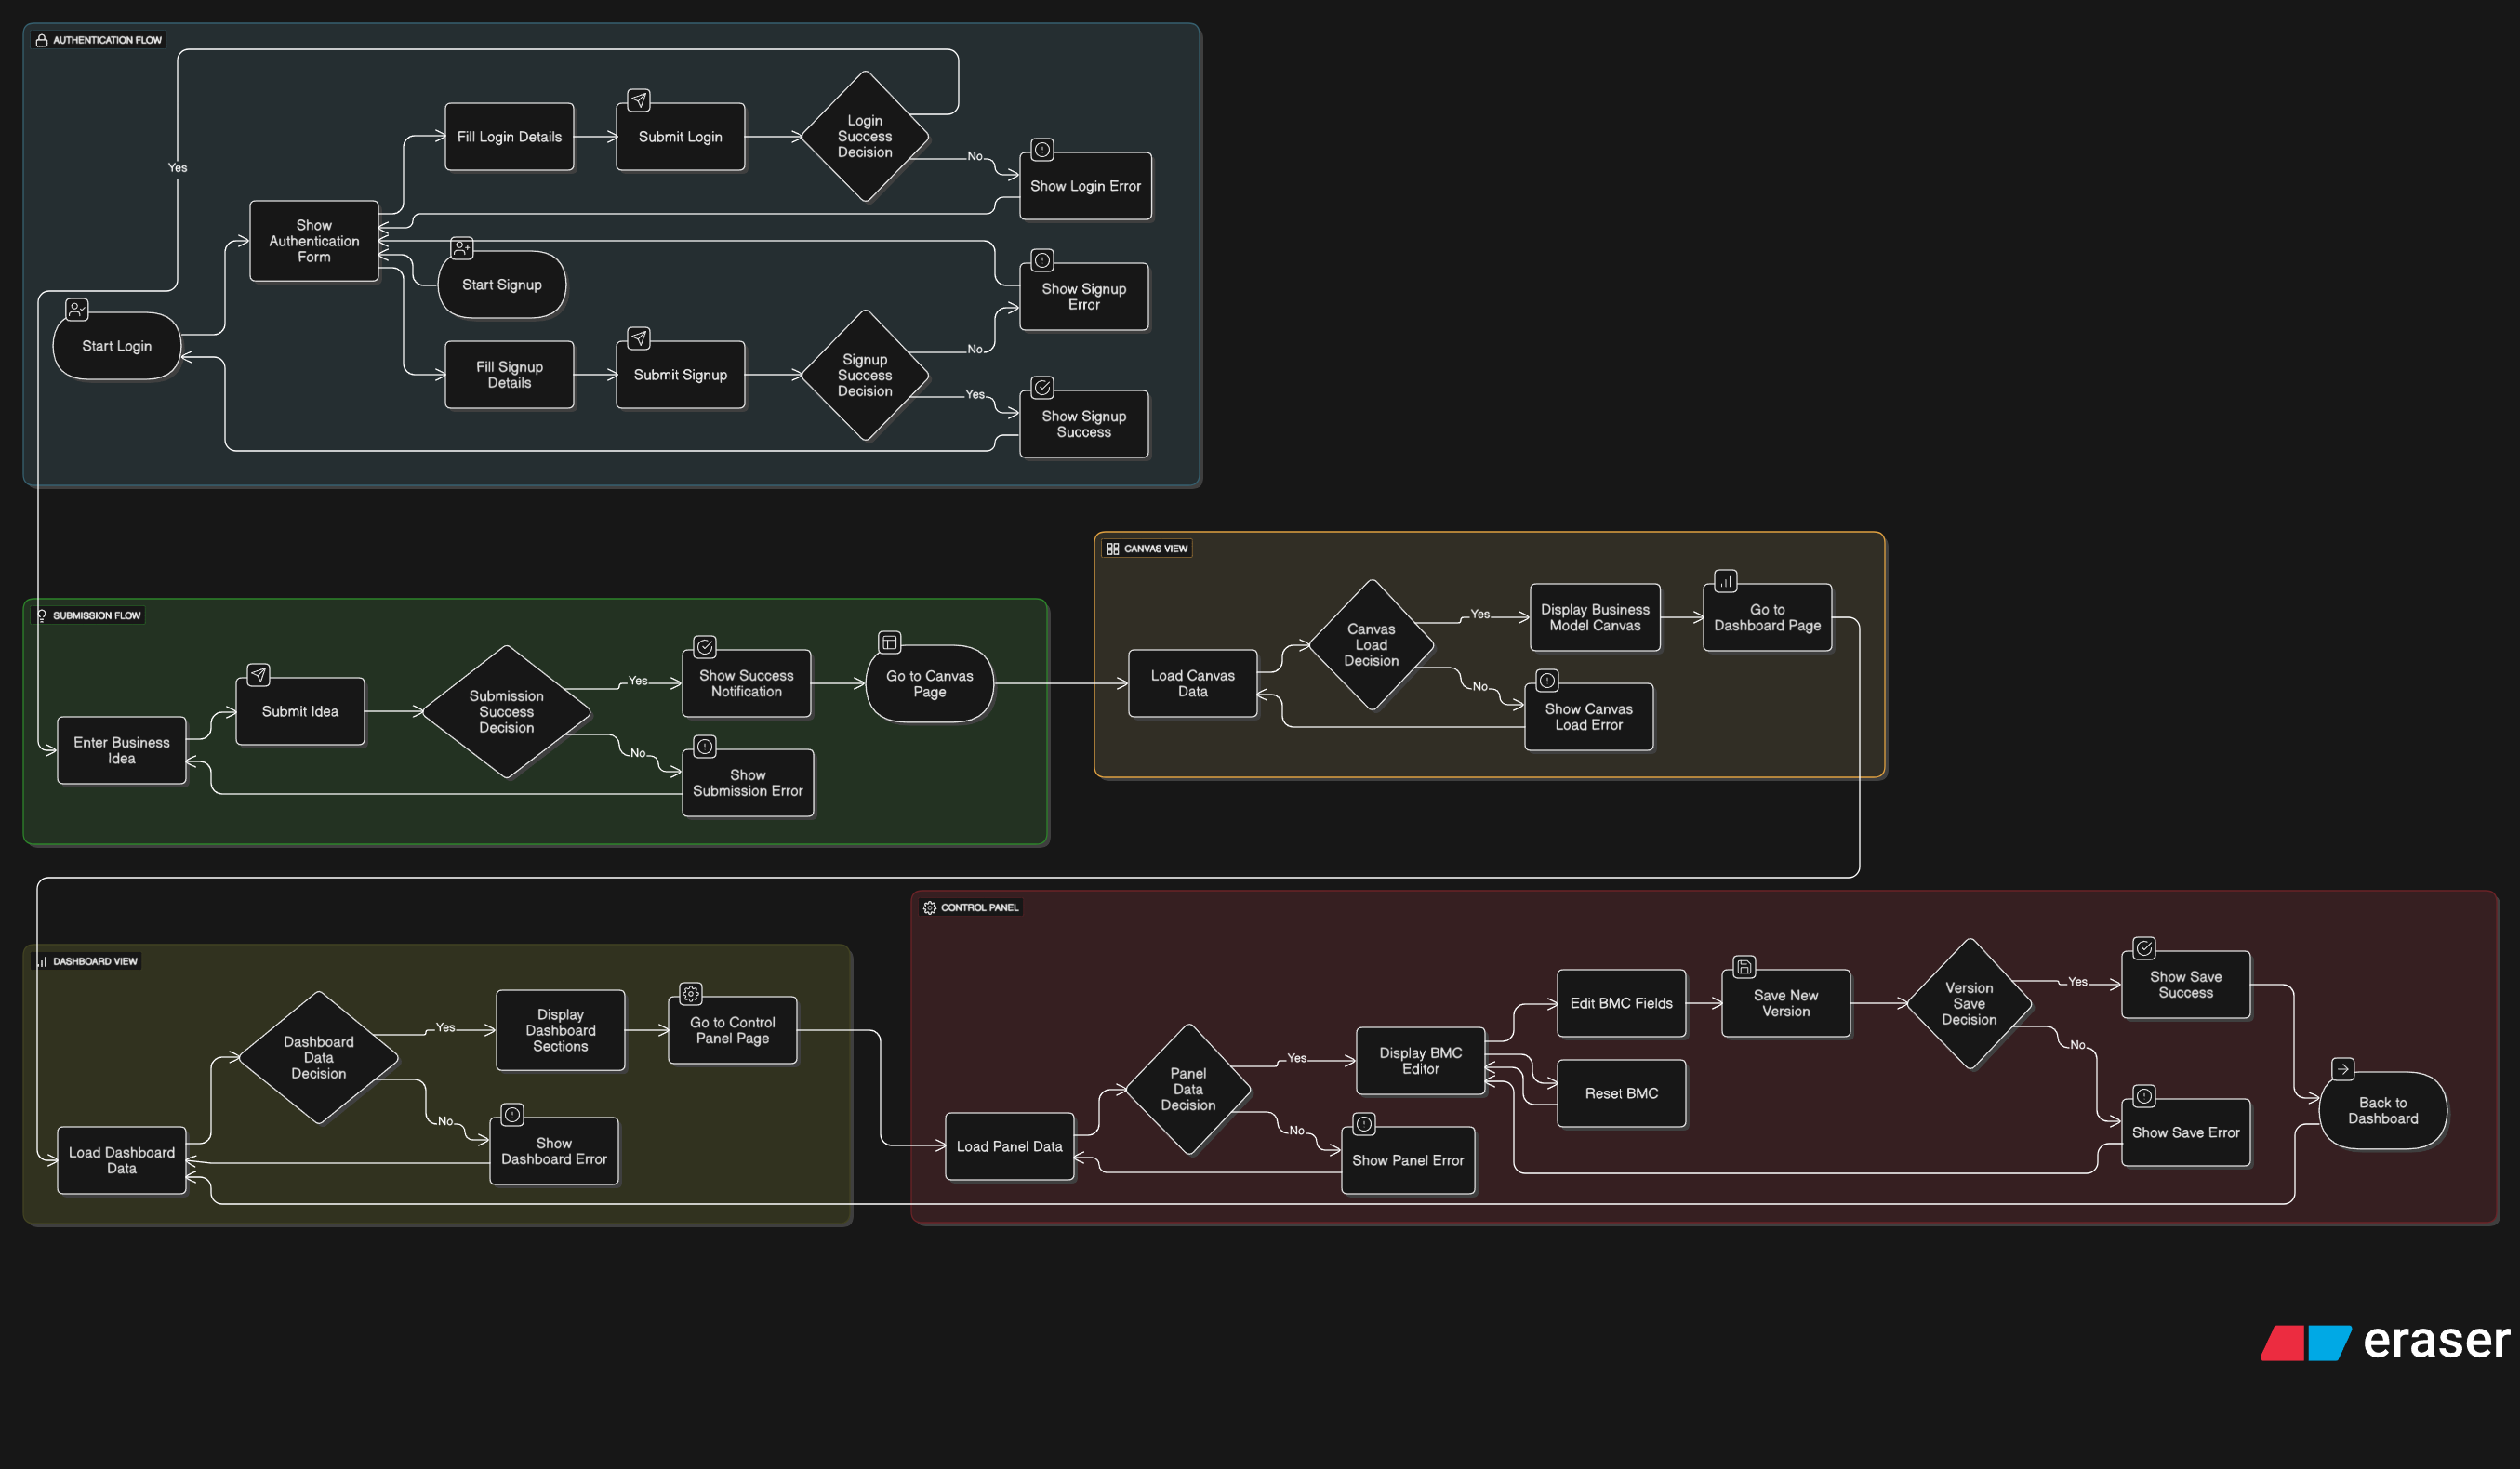 AUTHENTICATION FLOW
Yes
Fill Login Details
Submit Login
Login
Success
Decision
No
Show Login Error
Show
Authentication
Form
Start Signup
Show Signup
Error
Start Login
Fill Signup
Details
Submit Signup
Signup
Success
Decision
No
Yes
Show Signup
Success
CANVAS VIEW
Load Canvas
Data
Canvas
Load
Decision
Yes
Display Business
Model Canvas
Go to
Dashboard Page
No
Show Canvas
Load Error
SUBMISSION FLOW
Enter Business
Idea
Submit Idea
Submission
Success
Decision
Yes
Show Success
Notification
Go to Canvas
Page
No
Show
Submission Error
DASHBOARD VIEW
Load Dashboard
Data
Dashboard
Data
Decision
Yes
Display
Dashboard
Sections
Go to Control
Panel Page
No
Show
Dashboard Error
CONTROL PANEL
Load Panel Data
Panel
Data
Decision
Yes
Display BMC
Editor
No
Show Panel Error
Edit BMC Fields
Reset BMC
Save New
Version
Version
Save
Decision
Yes
Show Save
Success
No
Show Save Error
Back to
Dashboard
eraser